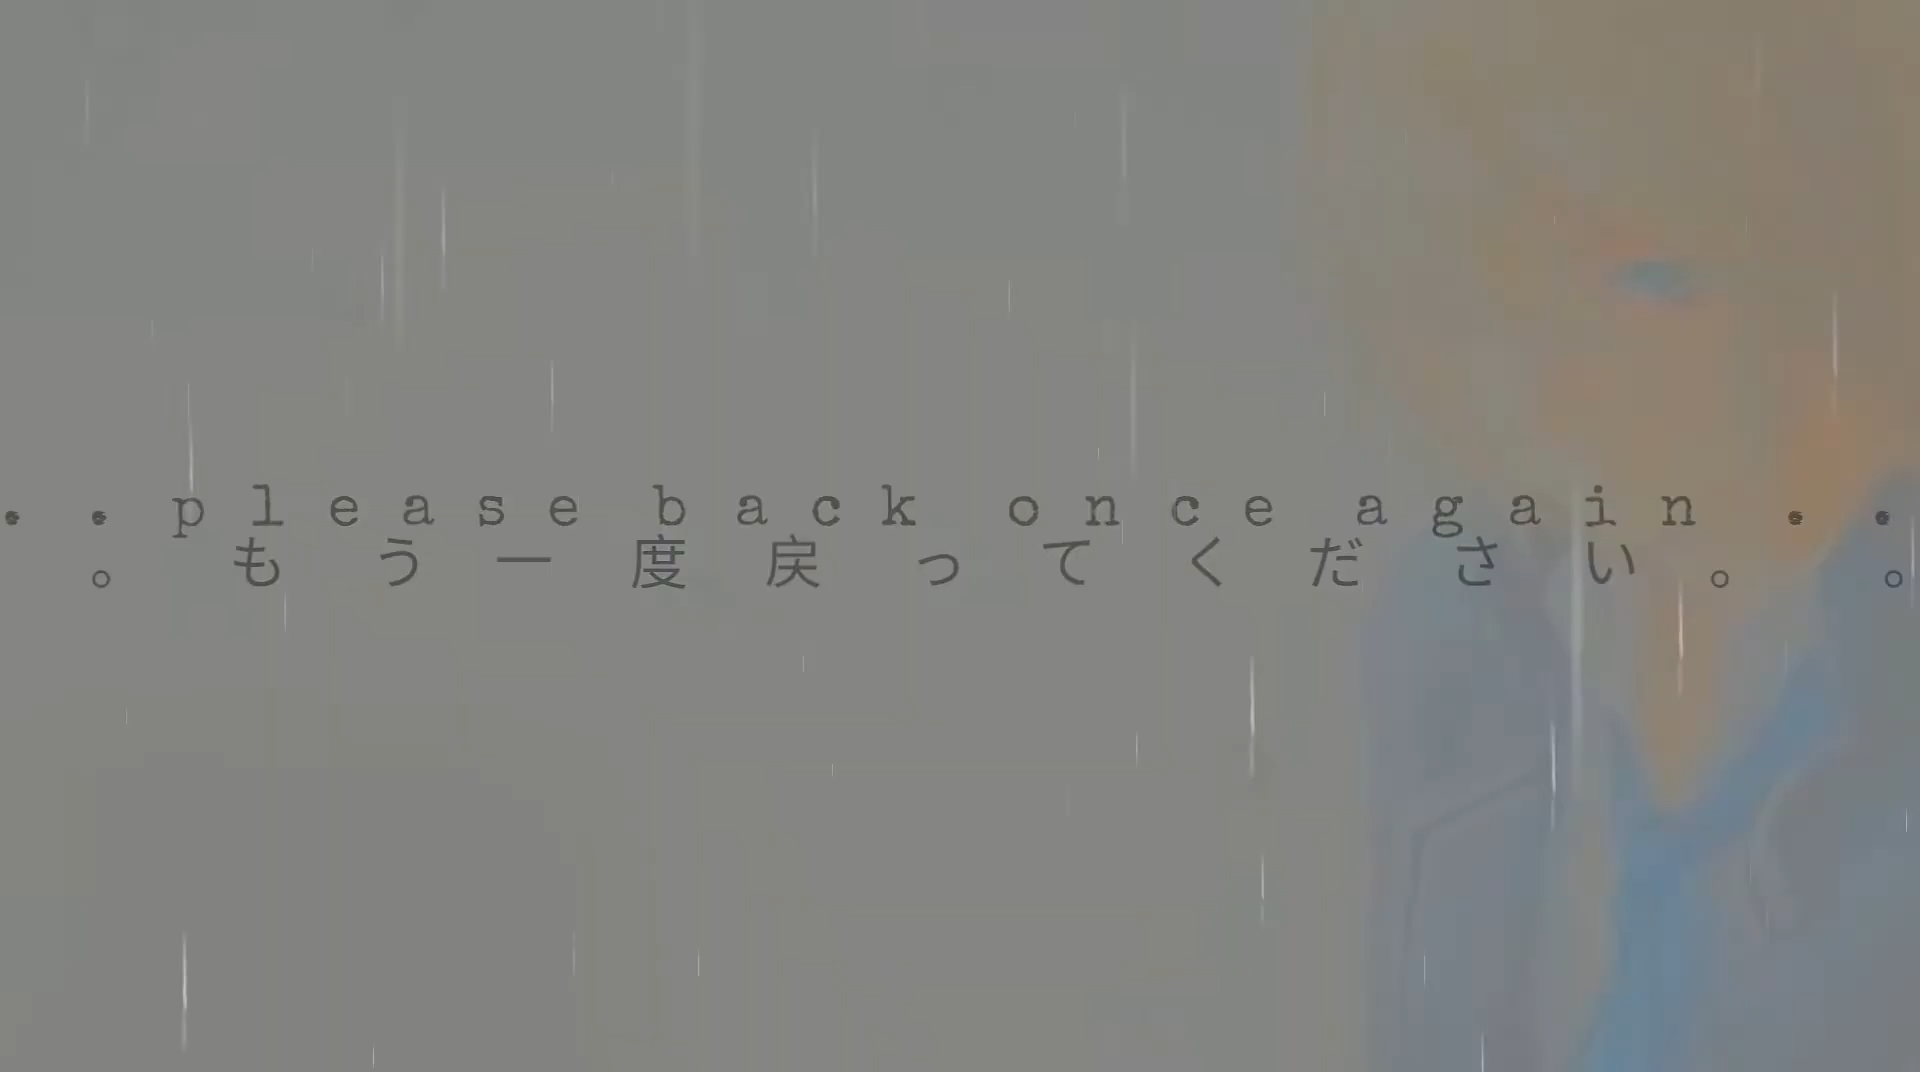 . . please back once again . .
。もう一度戻ってください。。